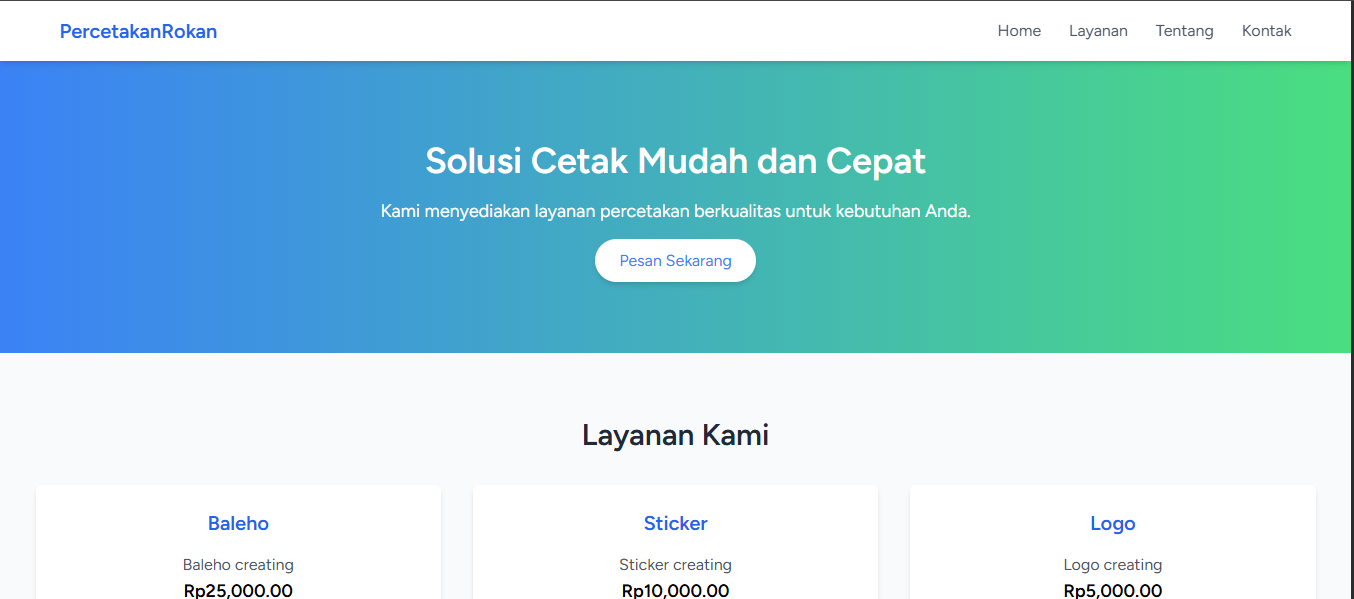 PercetakanRokan
Home Layanan Tentang Kontak
Solusi Cetak Mudah dan Cepat
Kami menyediakan layanan percetakan berkualitas untuk kebutuhan Anda.
Pesan Sekarang
Layanan Kami
Baleho
Baleho creating
Rp25,000.00
Sticker
Sticker creating
Rp10,000.00
Logo
Logo creating
Rp5,000.00